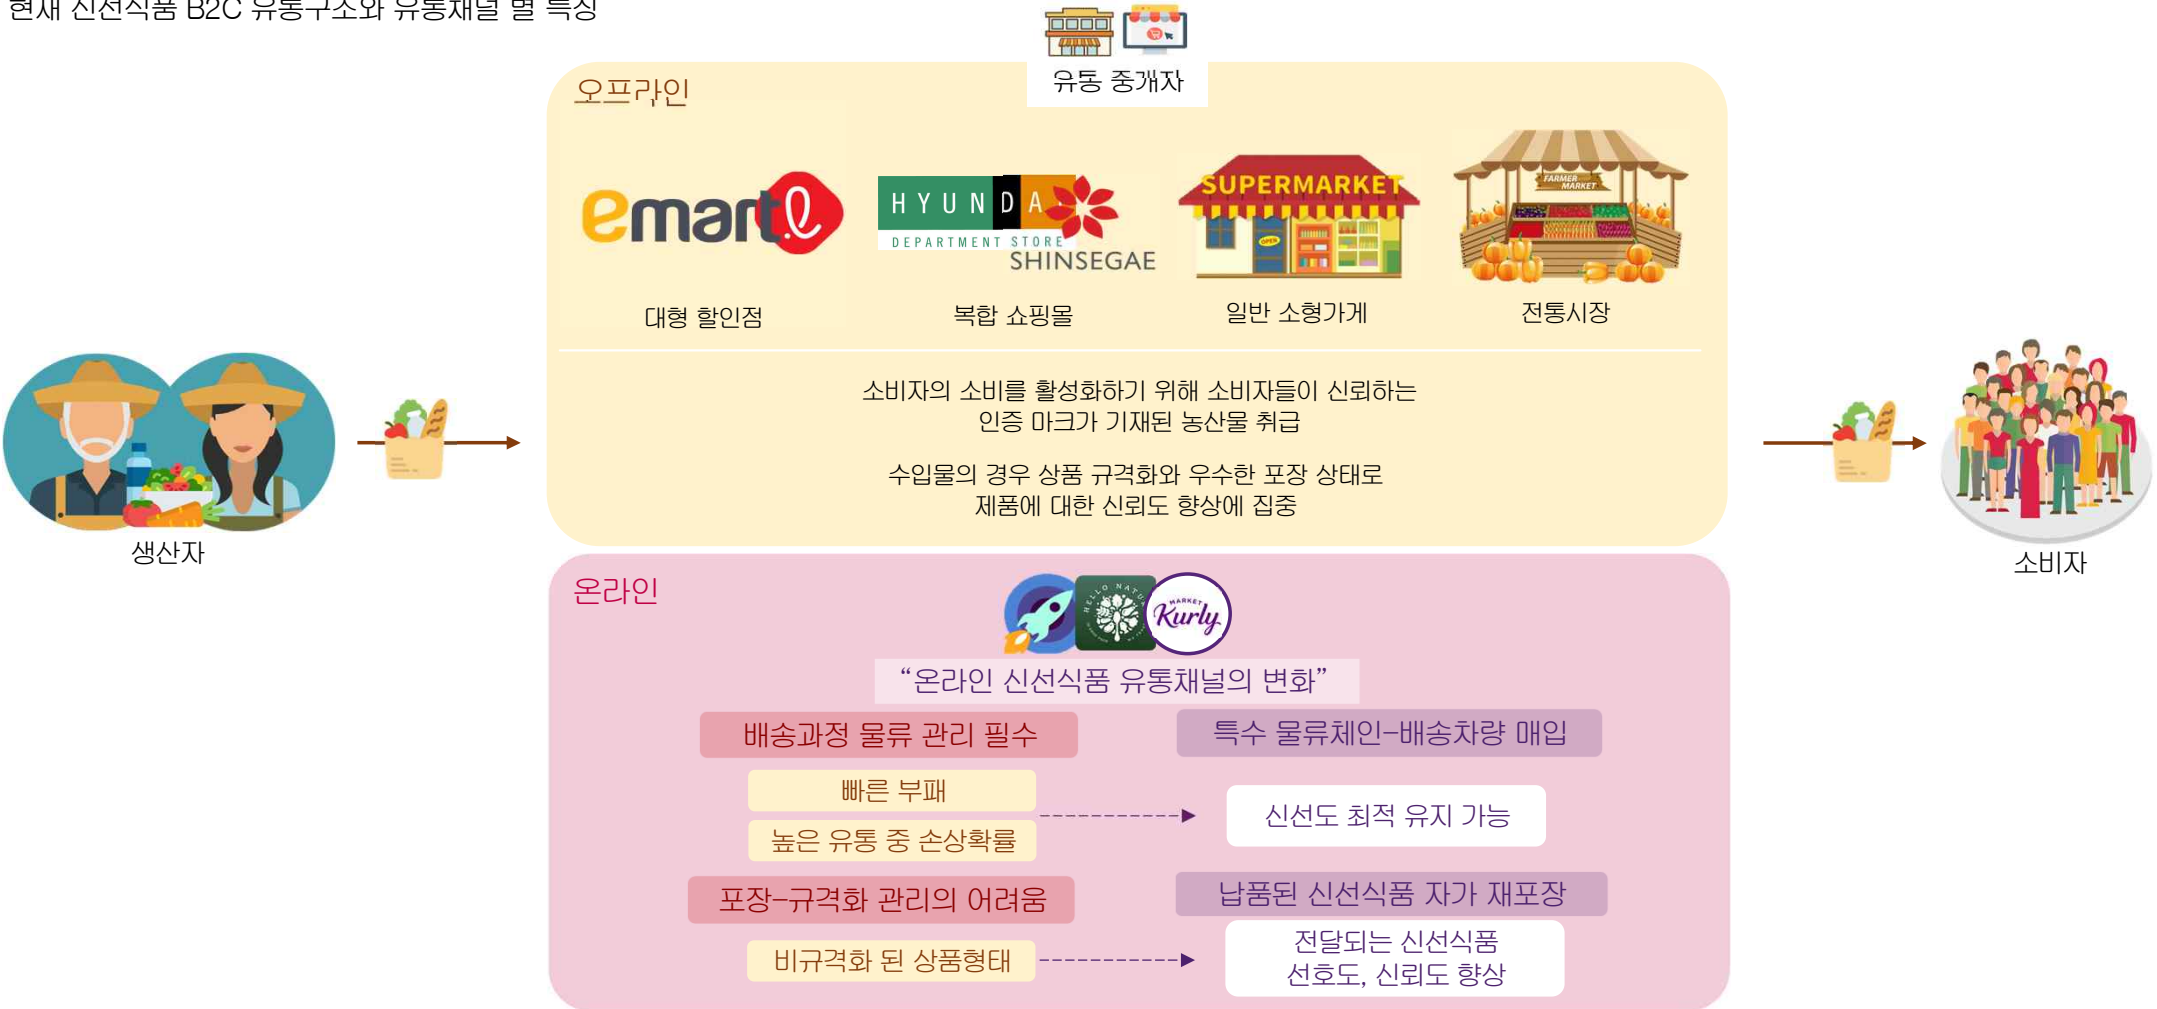 현재 신선식품 B2C 유통구조와 유통채널 별 특징
유통 중개자
오프라인
emart
HYUNDA
DEPARTMENT STORE
SHINSEGAE
SUPERMARKET
OPEN
FARMER
MARKET
대형 할인점
복합 쇼핑몰
일반 소형가게
전통시장
소비자의 소비를 활성화하기 위해 소비자들이 신뢰하는
인증 마크가 기재된 농산물 취급
수입물의 경우 상품 규격화와 우수한 포장 상태로
제품에 대한 신뢰도 향상에 집중
생산자
소비자
온라인
HELLO NATU
MARKET
Kurly
“온라인 신선식품 유통채널의 변화”
배송과정 물류 관리 필수
특수 물류체인-배송차량 매입
빠른 부패
높은 유통 중 손상확률
신선도 최적 유지 가능
포장-규격화 관리의 어려움
납품된 신선식품 자가 재포장
비규격화 된 상품형태
전달되는 신선식품
선호도, 신뢰도 향상